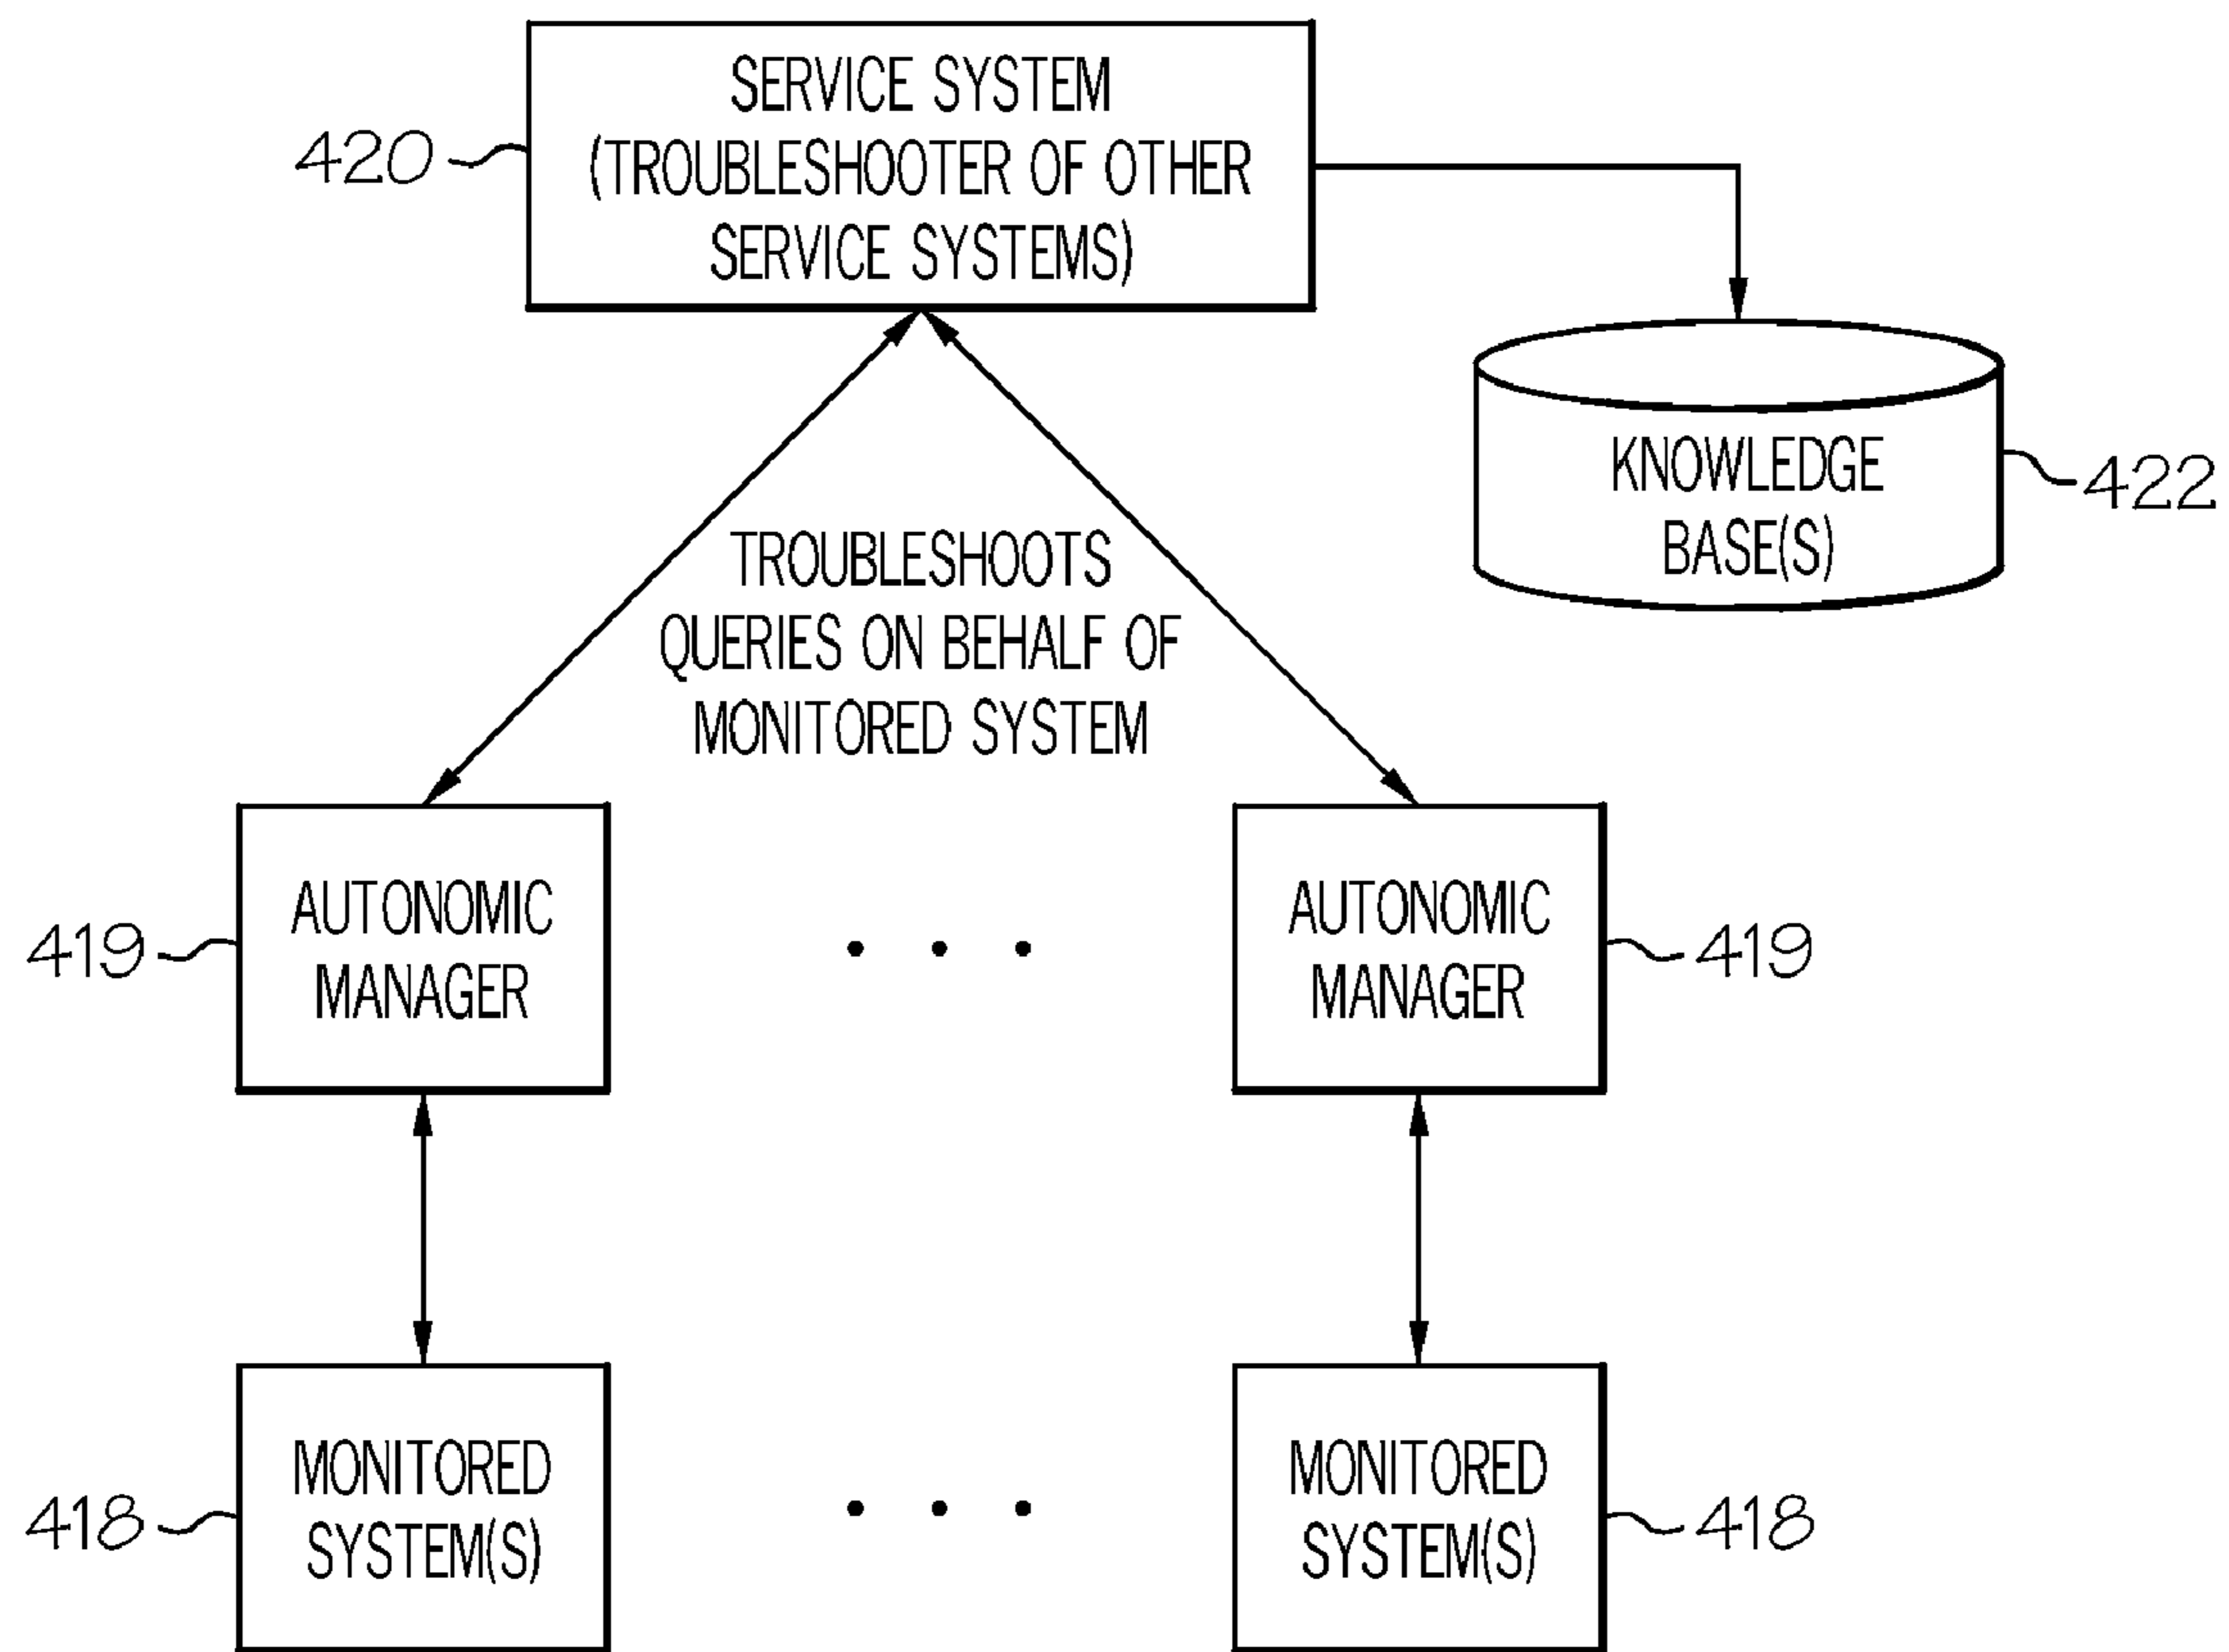 SERVICE SYSTEM
(TROUBLESHOOTER OF OTHER
SERVICE SYSTEMS)
420
KNOWLEDGE
BASE(S)
422
TROUBLESHOOTS
QUERIES ON BEHALF OF
MONITORED SYSTEM
419
AUTONOMIC
MANAGER
AUTONOMIC
MANAGER
419
418
MONITORED
SYSTEM(S)
MONITORED
SYSTEM(S)
418